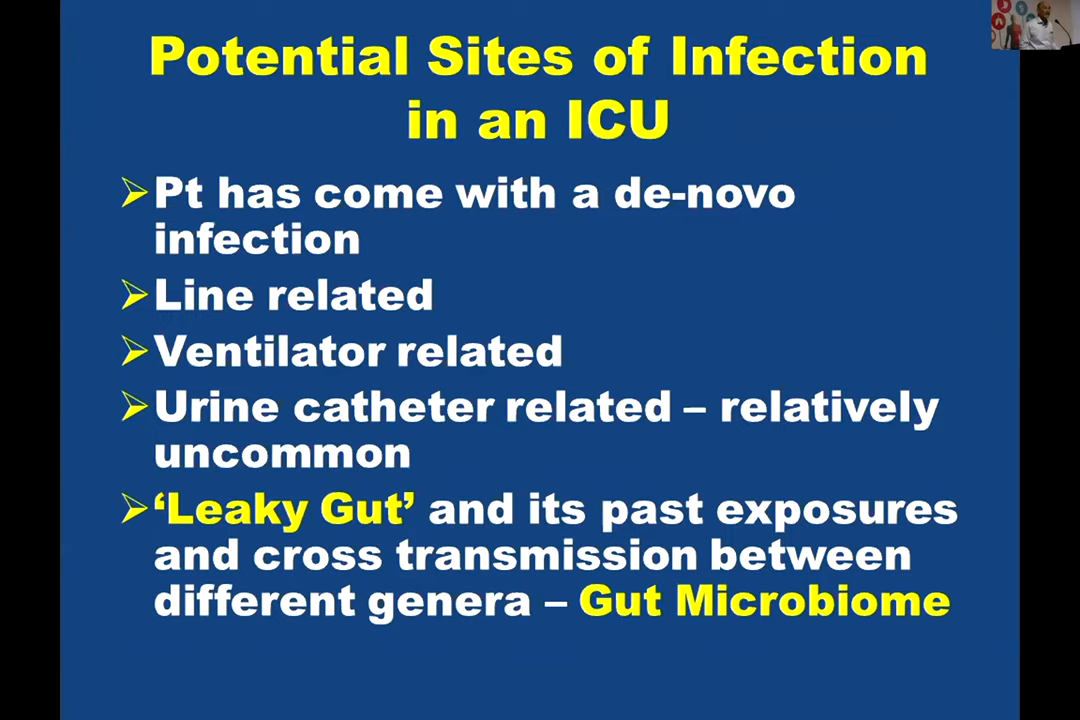 Potential Sites of Infection
in an ICU
➢Pt has come with a de-novo
infection
➢Line related
➢Ventilator related
➢Urine catheter related – relatively
uncommon
➢‘Leaky Gut’ and its past exposures
and cross transmission between
different genera – Gut Microbiome